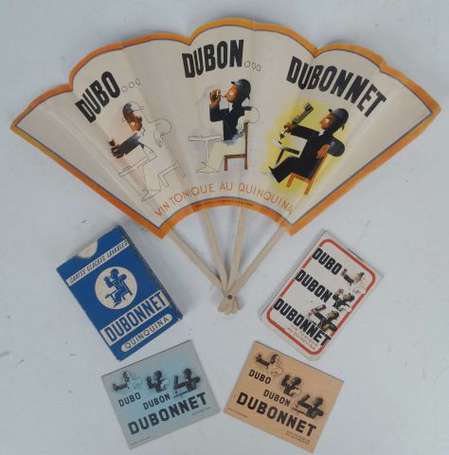 DUBO...
DUBON...
DUBONNET
VIN TONIQUE AU QUINQUINA
CARTES GLACÉES LAVABLES
DUBONNET
QUINQUINA
DUBO
DUBON
DUBONNET
DUBO
DUBON
DUBONNET
DUBO
DUBON
DUBONNET